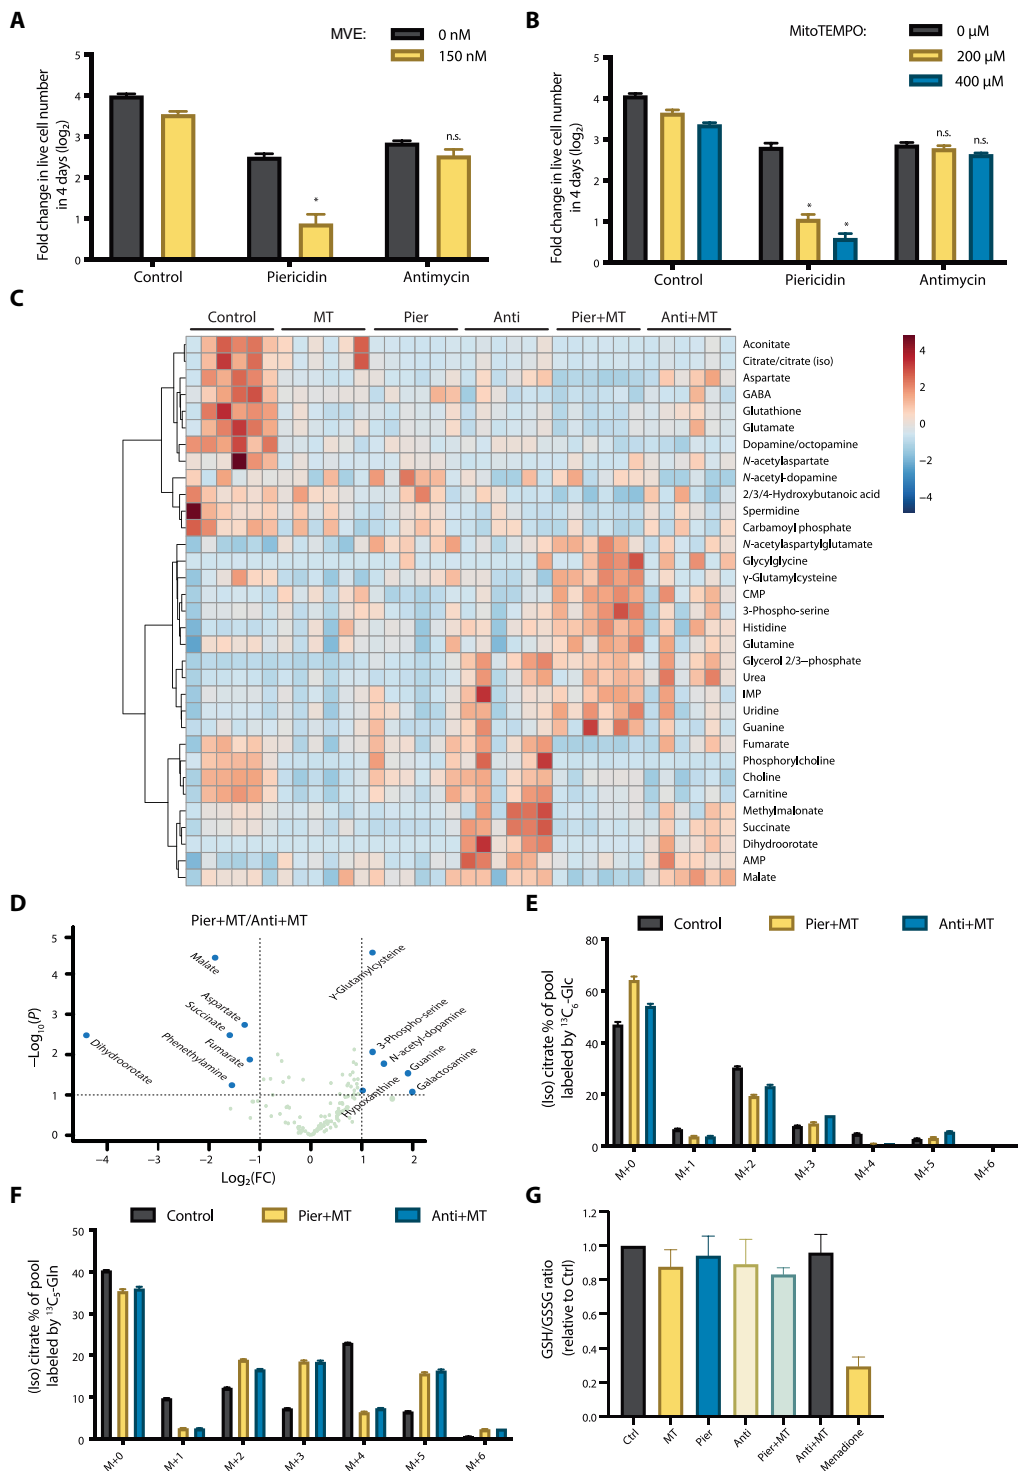 A
MVE:
0 nM
150 nM
Fold change in live cell number
in 4 days (log₂)
5
4
3
2
1
0
*
n.s.
Control
Piericidin
Antimycin
B
MitoTEMPO:
0 µM
200 µM
400 µM
Fold change in live cell number
in 4 days (log₂)
5
4
3
2
1
0
*
*
n.s.
n.s.
Control
Piericidin
Antimycin
C
Control
MT
Pier
Anti
Pier+MT
Anti+MT
Aconitate
Citrate/citrate (iso)
Aspartate
GABA
Glutathione
Glutamate
Dopamine/octopamine
N-acetylaspartate
N-acetyl-dopamine
2/3/4-Hydroxybutanoic acid
Spermidine
Carbamoyl phosphate
N-acetylaspartylglutamate
Glycylglycine
γ-Glutamylcysteine
CMP
3-Phospho-serine
Histidine
Glutamine
Glycerol 2/3–phosphate
Urea
IMP
Uridine
Guanine
Fumarate
Phosphorylcholine
Choline
Carnitine
Methylmalonate
Succinate
Dihydroorotate
AMP
Malate
4
2
0
−2
−4
D
Pier+MT/Anti+MT
−Log₁₀(P)
5
4
3
2
1
0
Malate
Aspartate
Succinate
Fumarate
Phenethylamine
Dihydroorotate
γ-Glutamylcysteine
3-Phospho-serine
N-acetyl-dopamine
Guanine
Galactosamine
Hypoxanthine
−4
−3
−2
−1
0
1
2
Log₂(FC)
E
Control
Pier+MT
Anti+MT
(Iso) citrate % of pool
labeled by ¹³C₆-Glc
80
60
40
20
0
M+0
M+1
M+2
M+3
M+4
M+5
M+6
F
Control
Pier+MT
Anti+MT
(Iso) citrate % of pool
labeled by ¹³C₅-Gln
50
40
30
20
10
0
M+0
M+1
M+2
M+3
M+4
M+5
M+6
G
GSH/GSSG ratio
(relative to Ctrl)
1.2
1.0
0.8
0.6
0.4
0.2
0.0
Ctrl
MT
Pier
Anti
Pier+MT
Anti+MT
Menadione